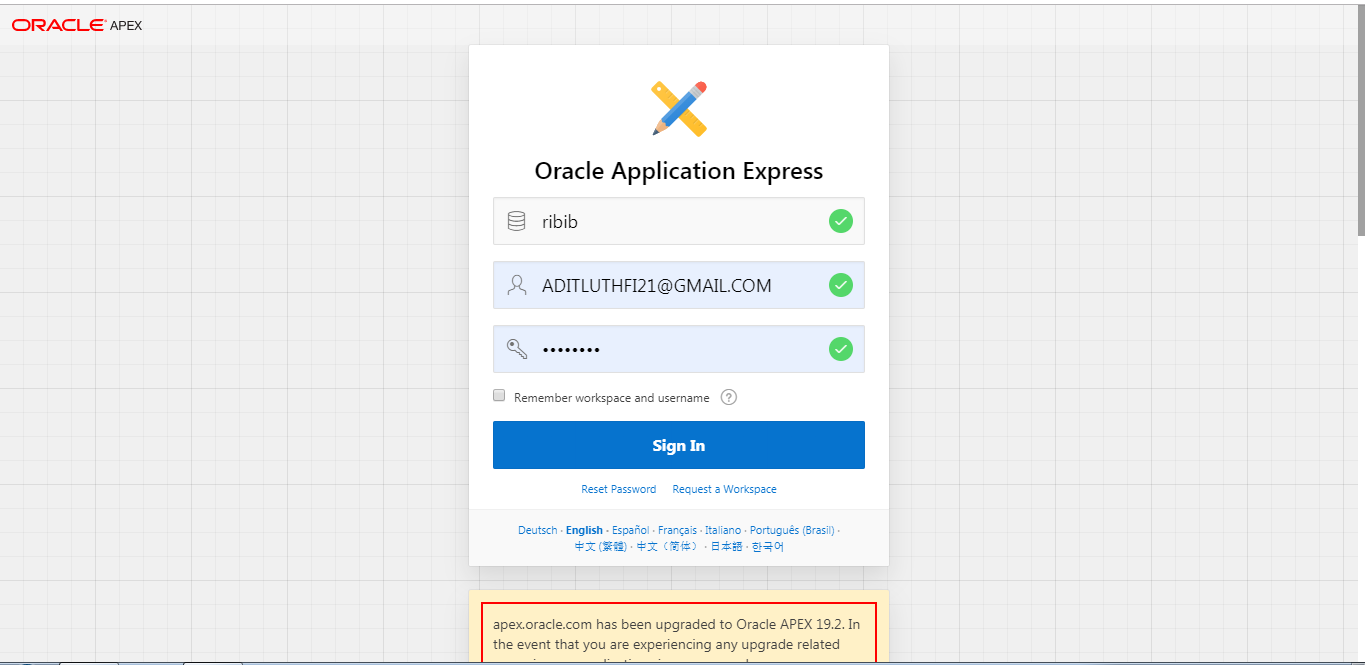 ORACLE APEX
Oracle Application Express
ribib
ADITLUTHFI21@GMAIL.COM
••••••••
Remember workspace and username ?
Sign In
Reset Password Request a Workspace
Deutsch · English · Español · Français · Italiano · Português (Brasil) ·
中文 (繁體) · 中文（简体） · 日本語 · 한국어
apex.oracle.com has been upgraded to Oracle APEX 19.2. In
the event that you are experiencing any upgrade related